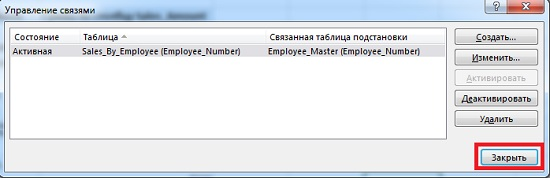 Управление связями
Состояние Таблица Связанная таблица подстановки
Активная Sales_By_Employee (Employee_Number) Employee_Master (Employee_Number)
Создать...
Изменить...
Активировать
Деактивировать
Удалить
Закрыть